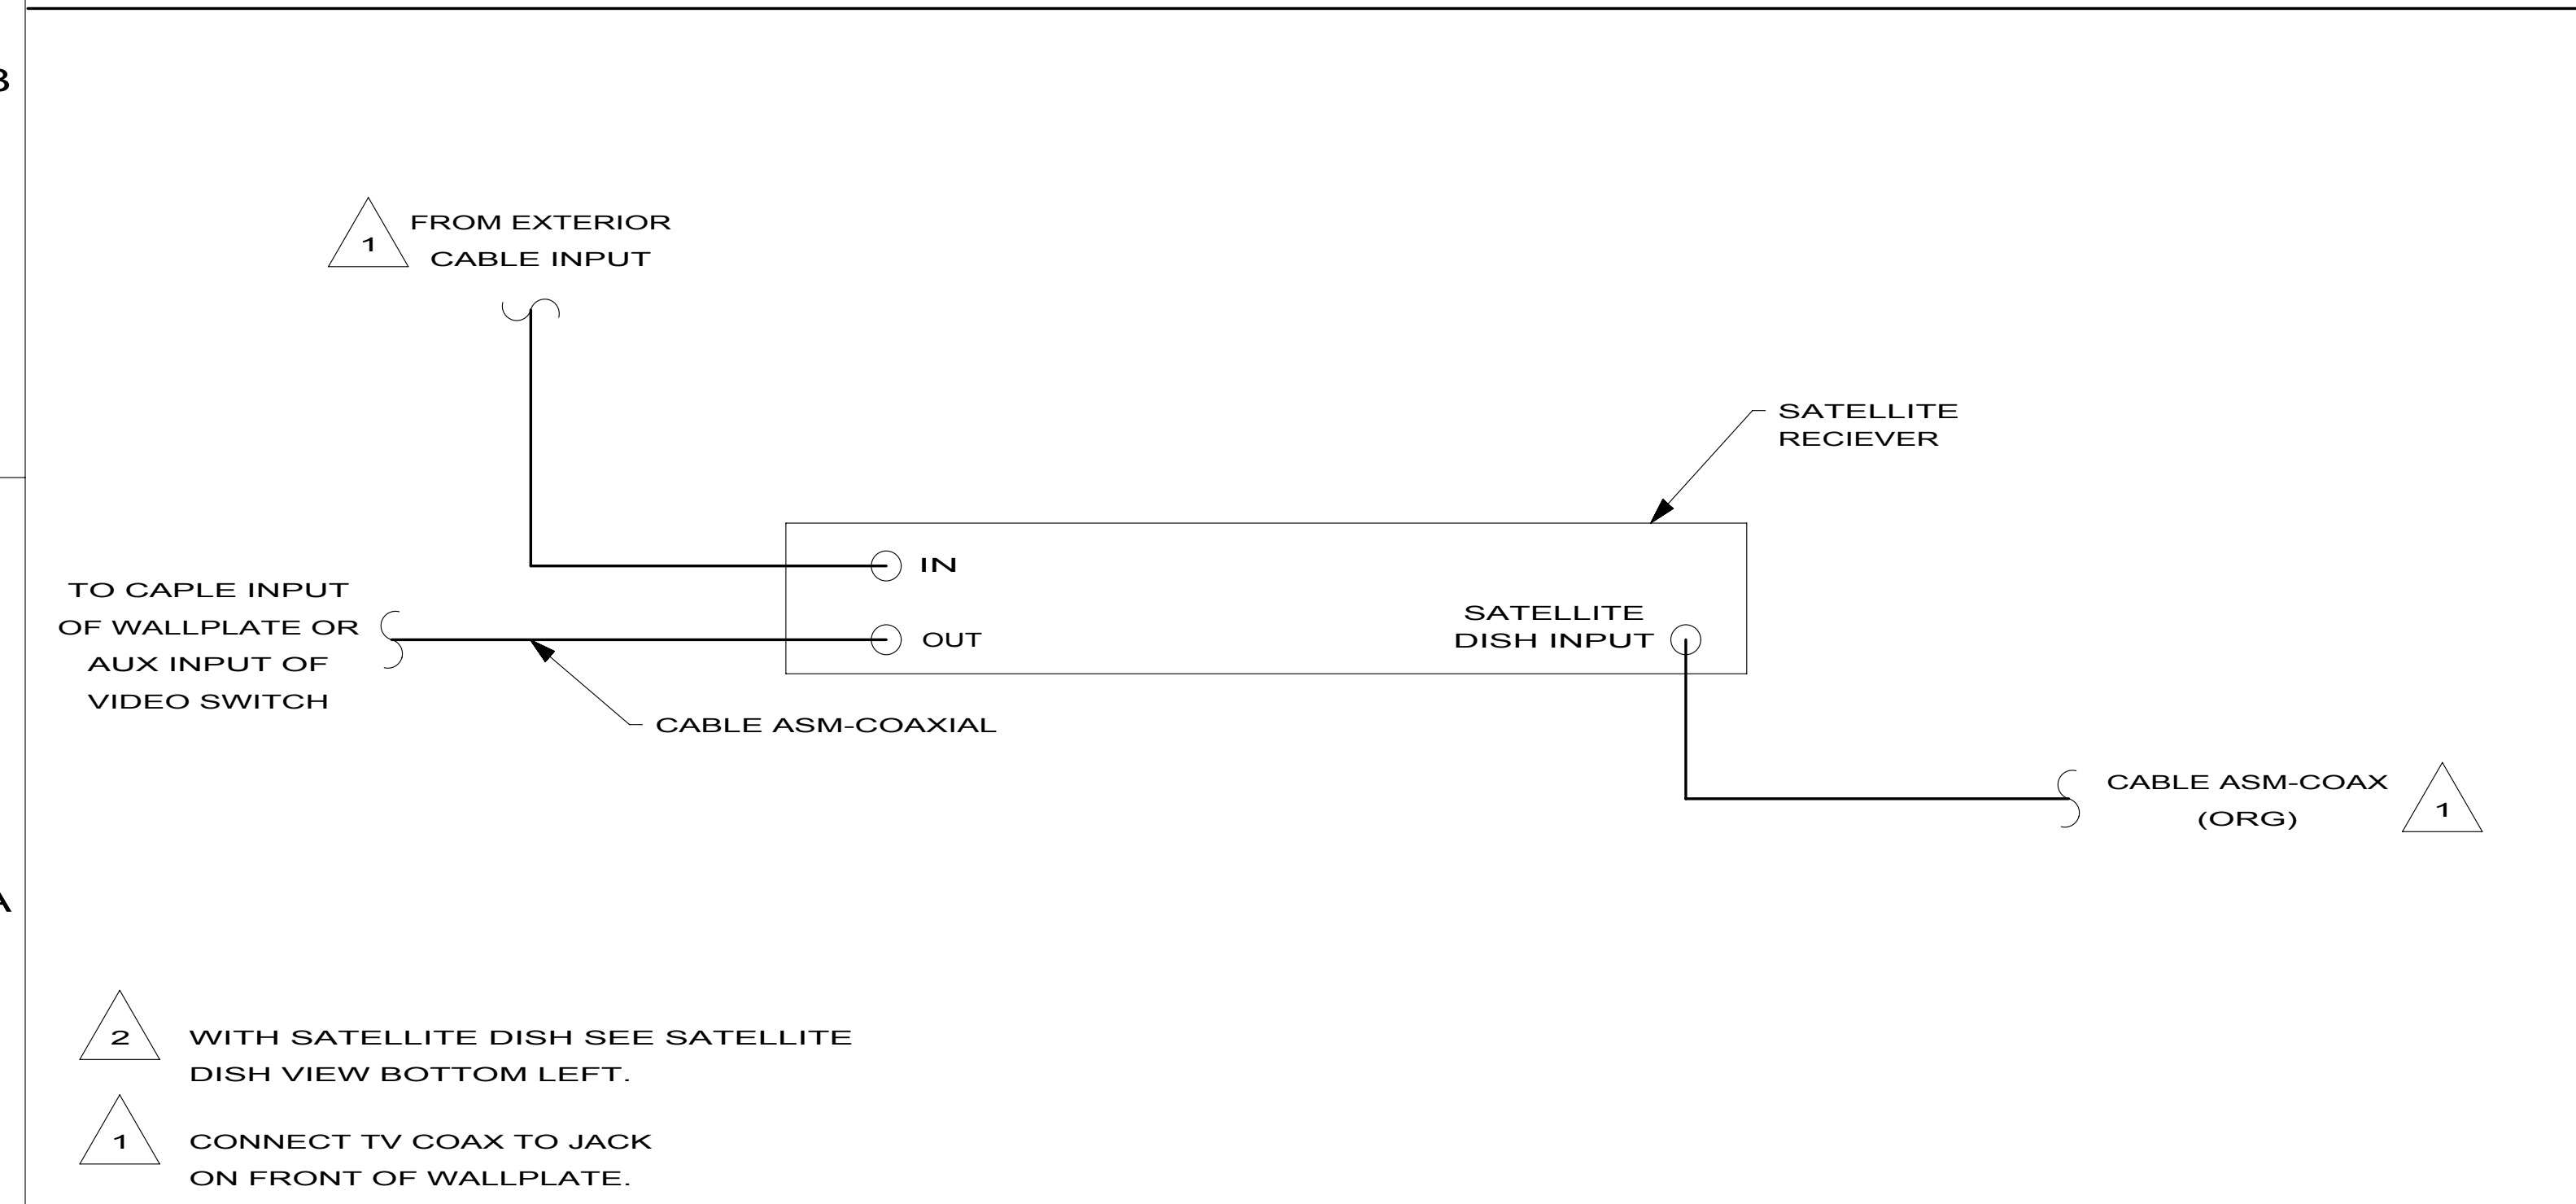 B
1
FROM EXTERIOR
CABLE INPUT
SATELLITE
RECIEVER
IN
TO CAPLE INPUT
OF WALLPLATE OR
AUX INPUT OF
VIDEO SWITCH
OUT
SATELLITE
DISH INPUT
CABLE ASM-COAXIAL
CABLE ASM-COAX
(ORG)
1
A
2
WITH SATELLITE DISH SEE SATELLITE
DISH VIEW BOTTOM LEFT.
1
CONNECT TV COAX TO JACK
ON FRONT OF WALLPLATE.